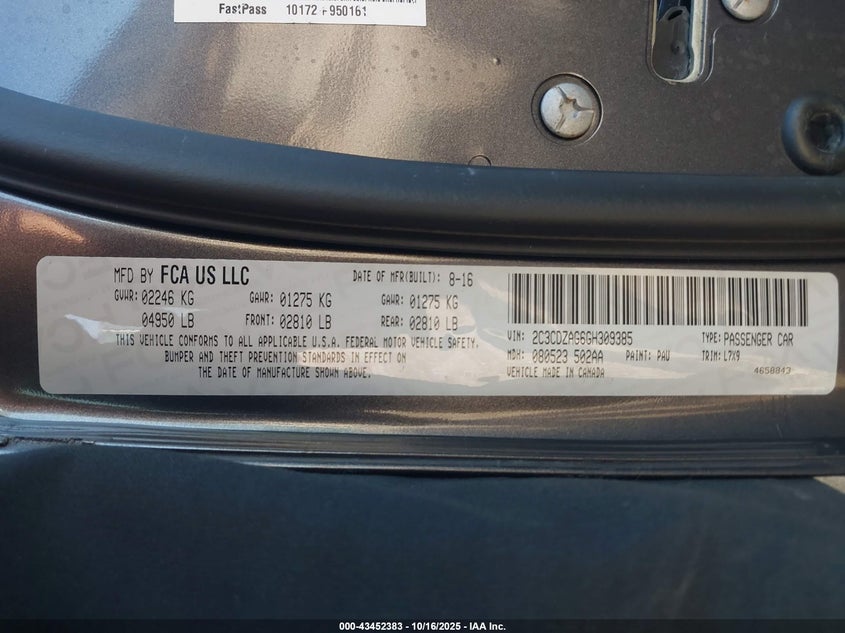 FastPass 10172 950161
MFD BY FCA US LLC DATE OF MFR(BUILT): 8-16
GVWR: 02246 KG GAWR: 01275 KG GAWR: 01275 KG
04950 LB FRONT: 02810 LB REAR: 02810 LB
THIS VEHICLE CONFORMS TO ALL APPLICABLE U.S.A. FEDERAL MOTOR VEHICLE SAFETY,
BUMPER AND THEFT PREVENTION STANDARDS IN EFFECT ON
THE DATE OF MANUFACTURE SHOWN ABOVE.
VIN: 2C3CDZAG6GH309385 TYPE: PASSENGER CAR
MDH: 080523 502AA PAINT: PAU TRIM: L7X9
VEHICLE MADE IN CANADA 4658843
000-43452383 - 10/16/2025 - IAA Inc.